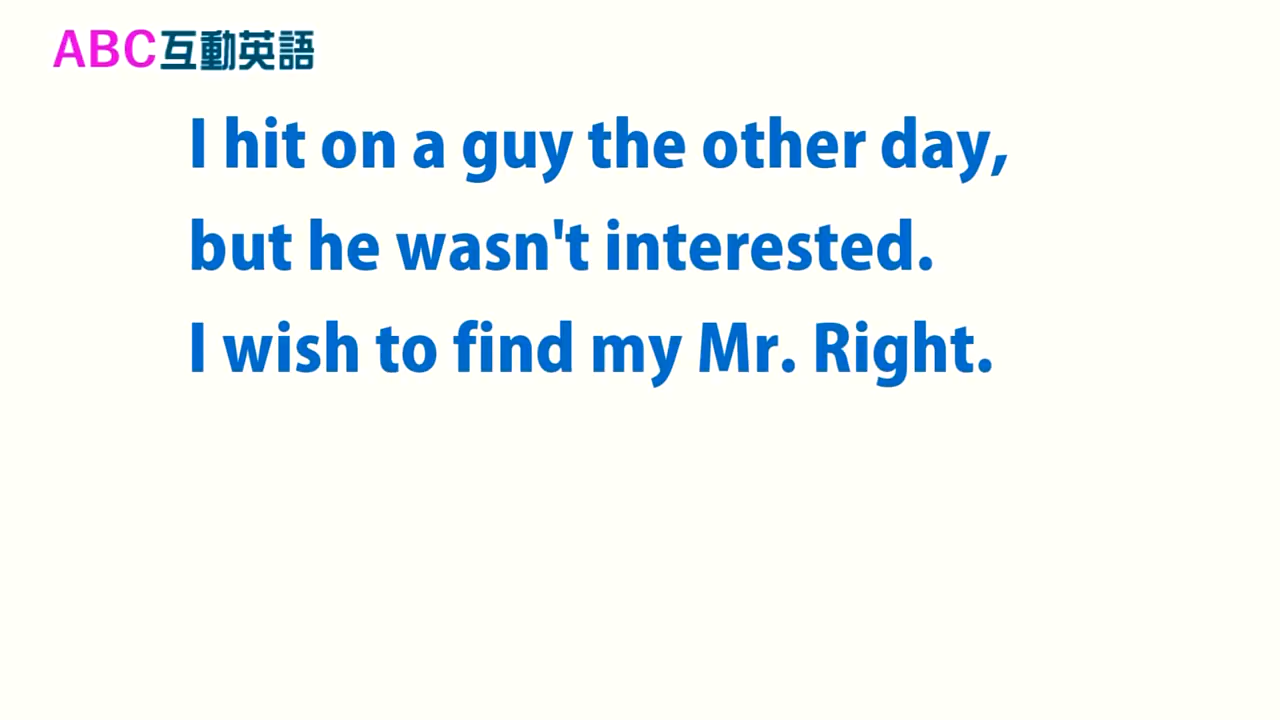 ABC互動英語
I hit on a guy the other day,
but he wasn't interested.
I wish to find my Mr. Right.